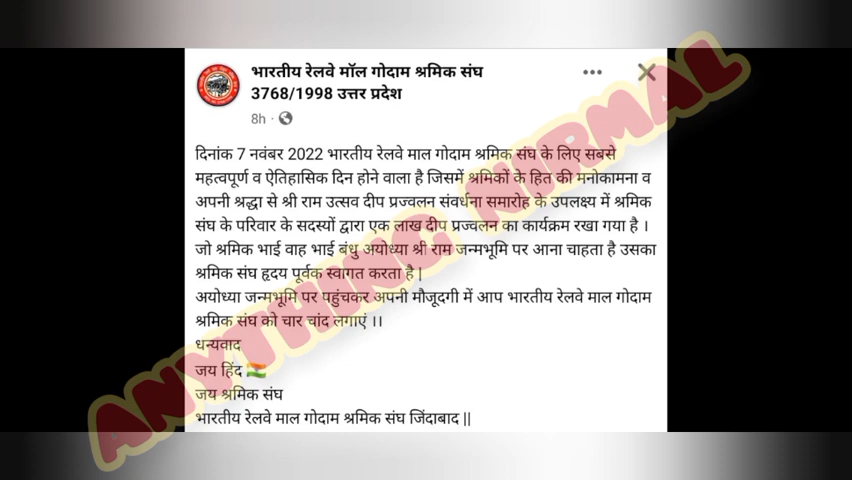 भारतीय रेलवे मॉल गोदाम श्रमिक संघ
3768/1998 उत्तर प्रदेश
8h
दिनांक 7 नवंबर 2022 भारतीय रेलवे माल गोदाम श्रमिक संघ के लिए सबसे
महत्वपूर्ण व ऐतिहासिक दिन होने वाला है जिसमें श्रमिकों के हित की मनोकामना व
अपनी श्रद्धा से श्री राम उत्सव दीप प्रज्वलन संवर्धना समारोह के उपलक्ष्य में श्रमिक
संघ के परिवार के सदस्यों द्वारा एक लाख दीप प्रज्वलन का कार्यक्रम रखा गया है ।
जो श्रमिक भाई वाह भाई बंधु अयोध्या श्री राम जन्मभूमि पर आना चाहता है उसका
श्रमिक संघ हृदय पूर्वक स्वागत करता है |
अयोध्या जन्मभूमि पर पहुंचकर अपनी मौजूदगी में आप भारतीय रेलवे माल गोदाम
श्रमिक संघ को चार चांद लगाएं ।।
धन्यवाद
जय हिंद 🇮🇳
जय श्रमिक संघ
भारतीय रेलवे माल गोदाम श्रमिक संघ जिंदाबाद ||
ANYTHING NIRMAL